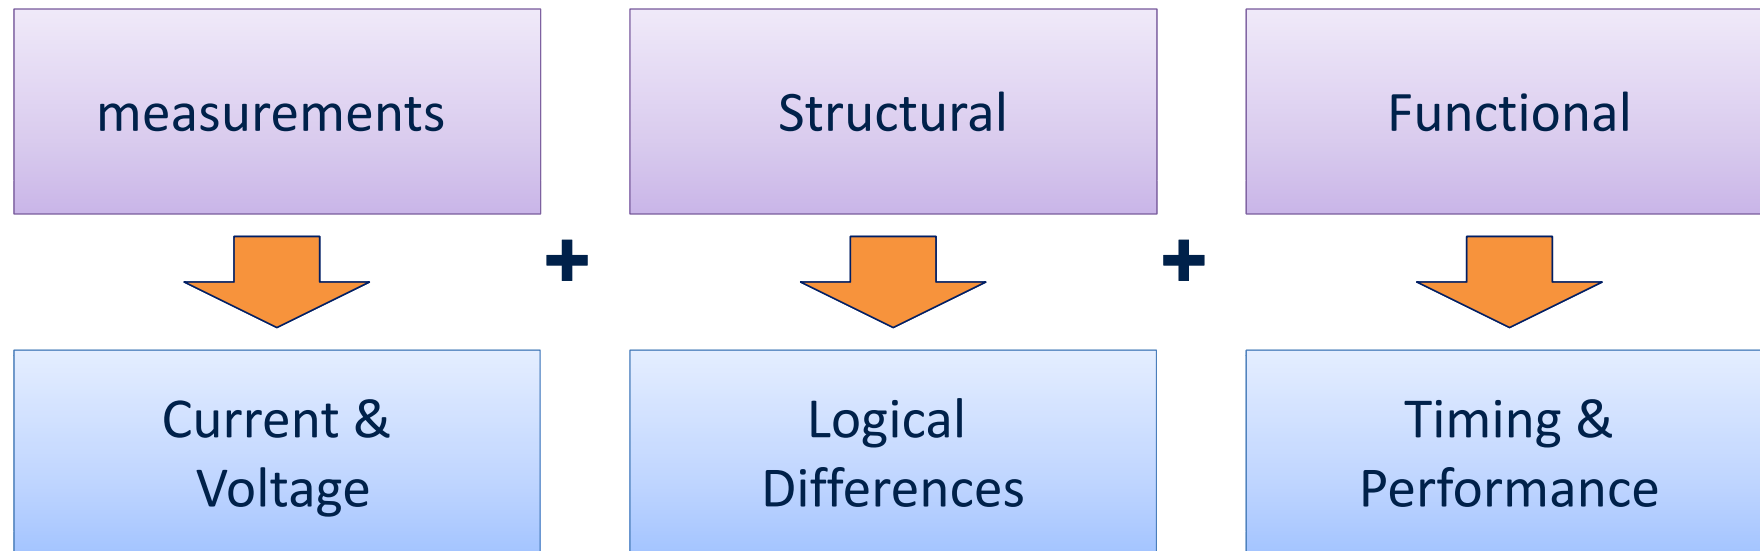 measurements
Structural
Functional
+
+
Current &
Voltage
Logical
Differences
Timing &
Performance